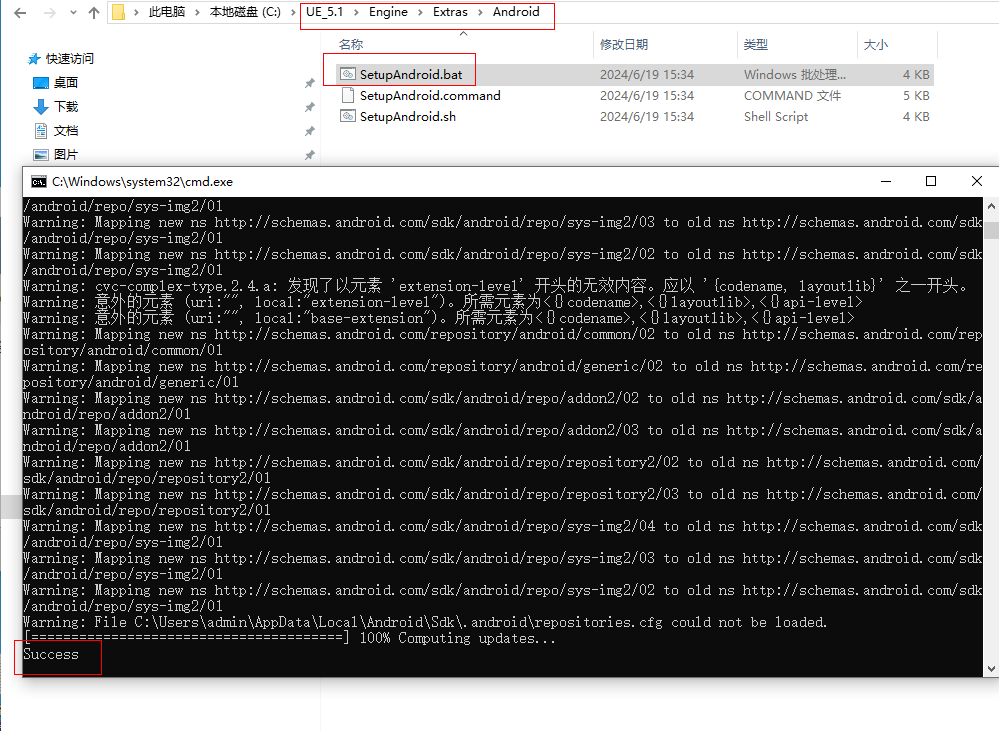 此电脑 本地磁盘 (C:) UE_5.1 Engine Extras Android
名称 修改日期 类型 大小
快速访问
桌面
下载
文档
图片
SetupAndroid.bat 2024/6/19 15:34 Windows 批处理... 4 KB
SetupAndroid.command 2024/6/19 15:34 COMMAND 文件 5 KB
SetupAndroid.sh 2024/6/19 15:34 Shell Script 4 KB
C:\Windows\system32\cmd.exe
/android/repo/sys-img2/01
Warning: Mapping new ns http://schemas.android.com/sdk/android/repo/sys-img2/03 to old ns http://schemas.android.com/sdk
/android/repo/sys-img2/01
Warning: Mapping new ns http://schemas.android.com/sdk/android/repo/sys-img2/02 to old ns http://schemas.android.com/sdk
/android/repo/sys-img2/01
Warning: cvc-complex-type.2.4.a: 发现了以元素 'extension-level' 开头的无效内容。应以 '{codename, layoutlib}' 之一开头。
Warning: 意外的元素 (uri:"", local:"extension-level")。所需元素为<{}codename>,<{}layoutlib>,<{}api-level>
Warning: 意外的元素 (uri:"", local:"base-extension")。所需元素为<{}codename>,<{}layoutlib>,<{}api-level>
Warning: Mapping new ns http://schemas.android.com/repository/android/common/02 to old ns http://schemas.android.com/rep
ository/android/common/01
Warning: Mapping new ns http://schemas.android.com/repository/android/generic/02 to old ns http://schemas.android.com/re
pository/android/generic/01
Warning: Mapping new ns http://schemas.android.com/sdk/android/repo/addon2/02 to old ns http://schemas.android.com/sdk/a
ndroid/repo/addon2/01
Warning: Mapping new ns http://schemas.android.com/sdk/android/repo/addon2/03 to old ns http://schemas.android.com/sdk/a
ndroid/repo/addon2/01
Warning: Mapping new ns http://schemas.android.com/sdk/android/repo/repository2/02 to old ns http://schemas.android.com/
sdk/android/repo/repository2/01
Warning: Mapping new ns http://schemas.android.com/sdk/android/repo/repository2/03 to old ns http://schemas.android.com/
sdk/android/repo/repository2/01
Warning: Mapping new ns http://schemas.android.com/sdk/android/repo/sys-img2/04 to old ns http://schemas.android.com/sdk
/android/repo/sys-img2/01
Warning: Mapping new ns http://schemas.android.com/sdk/android/repo/sys-img2/03 to old ns http://schemas.android.com/sdk
/android/repo/sys-img2/01
Warning: Mapping new ns http://schemas.android.com/sdk/android/repo/sys-img2/02 to old ns http://schemas.android.com/sdk
/android/repo/sys-img2/01
Warning: File C:\Users\admin\AppData\Local\Android\Sdk\.android\repositories.cfg could not be loaded.
[=======================================] 100% Computing updates...
Success